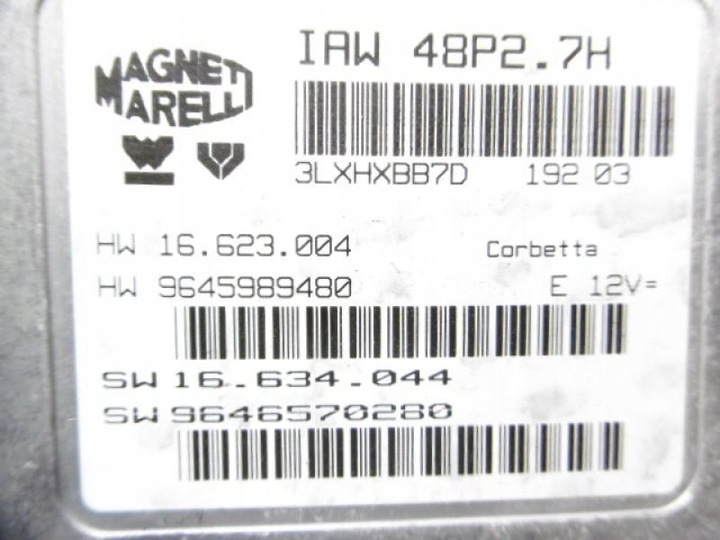 MAGNETI
MARELLI
IAW 48P2.7H
3LXHXBB7D 192 03
HW 16.623.004 Corbetta
HW 9645989480 E 12V=
SW 16.634.044
SW 9646570280